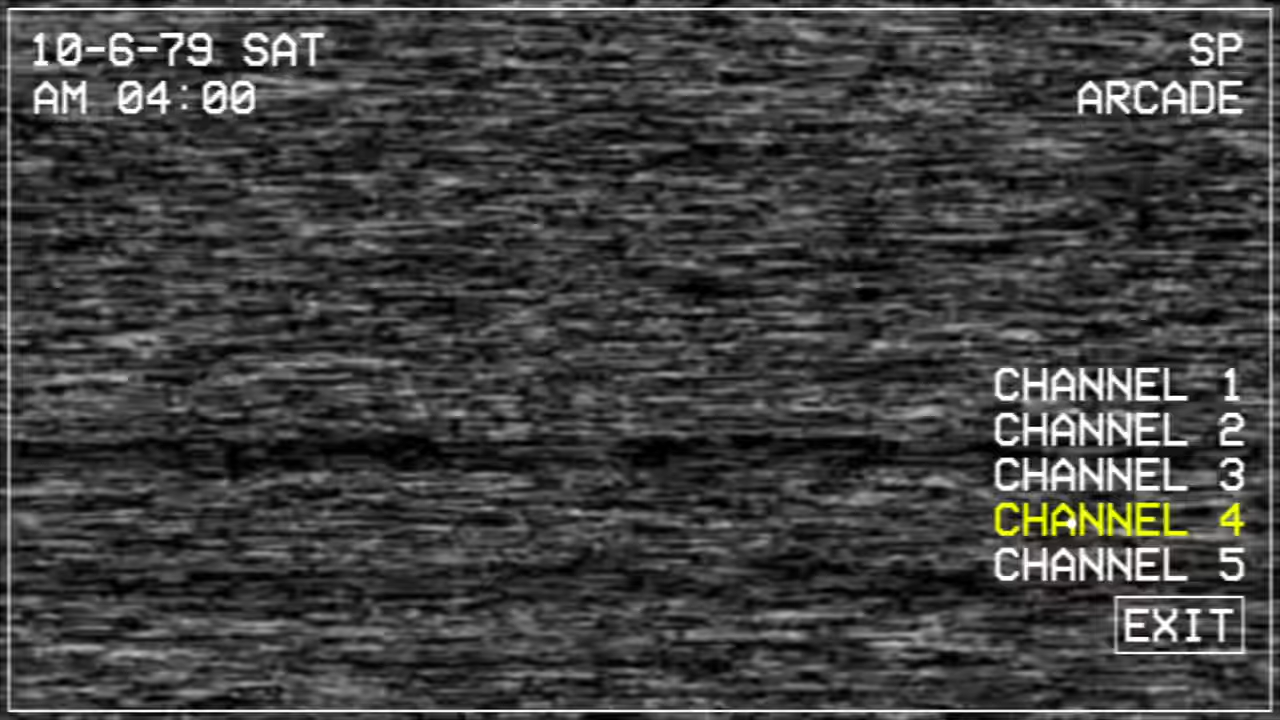 10-6-79 SAT
AM 04:00
SP
ARCADE
CHANNEL 1
CHANNEL 2
CHANNEL 3
CHANNEL 4
CHANNEL 5
EXIT